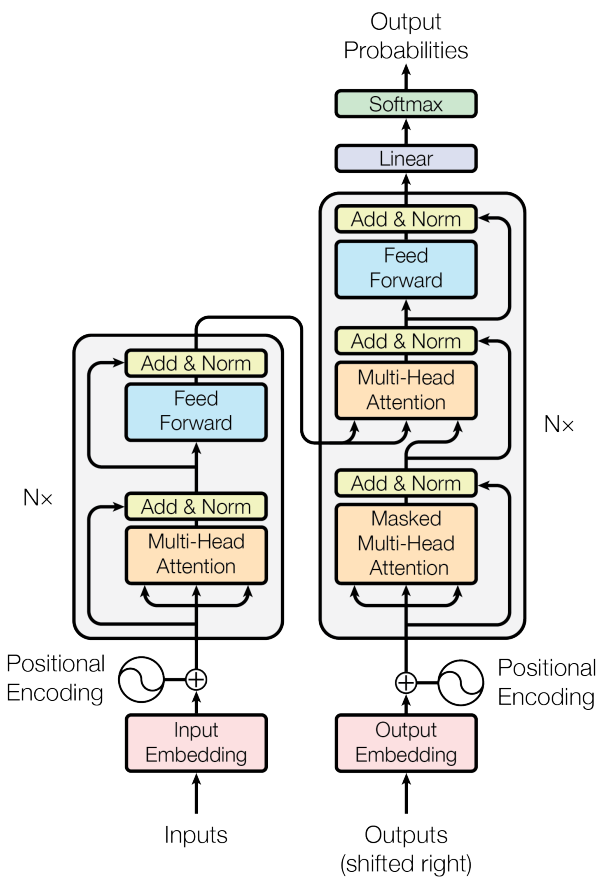 Output
Probabilities
Softmax
Linear
Add & Norm
Feed
Forward
Add & Norm
Multi-Head
Attention
Add & Norm
Masked
Multi-Head
Attention
N×
Add & Norm
Feed
Forward
Add & Norm
Multi-Head
Attention
N×
Positional
Encoding
Positional
Encoding
Input
Embedding
Output
Embedding
Inputs
Outputs
(shifted right)